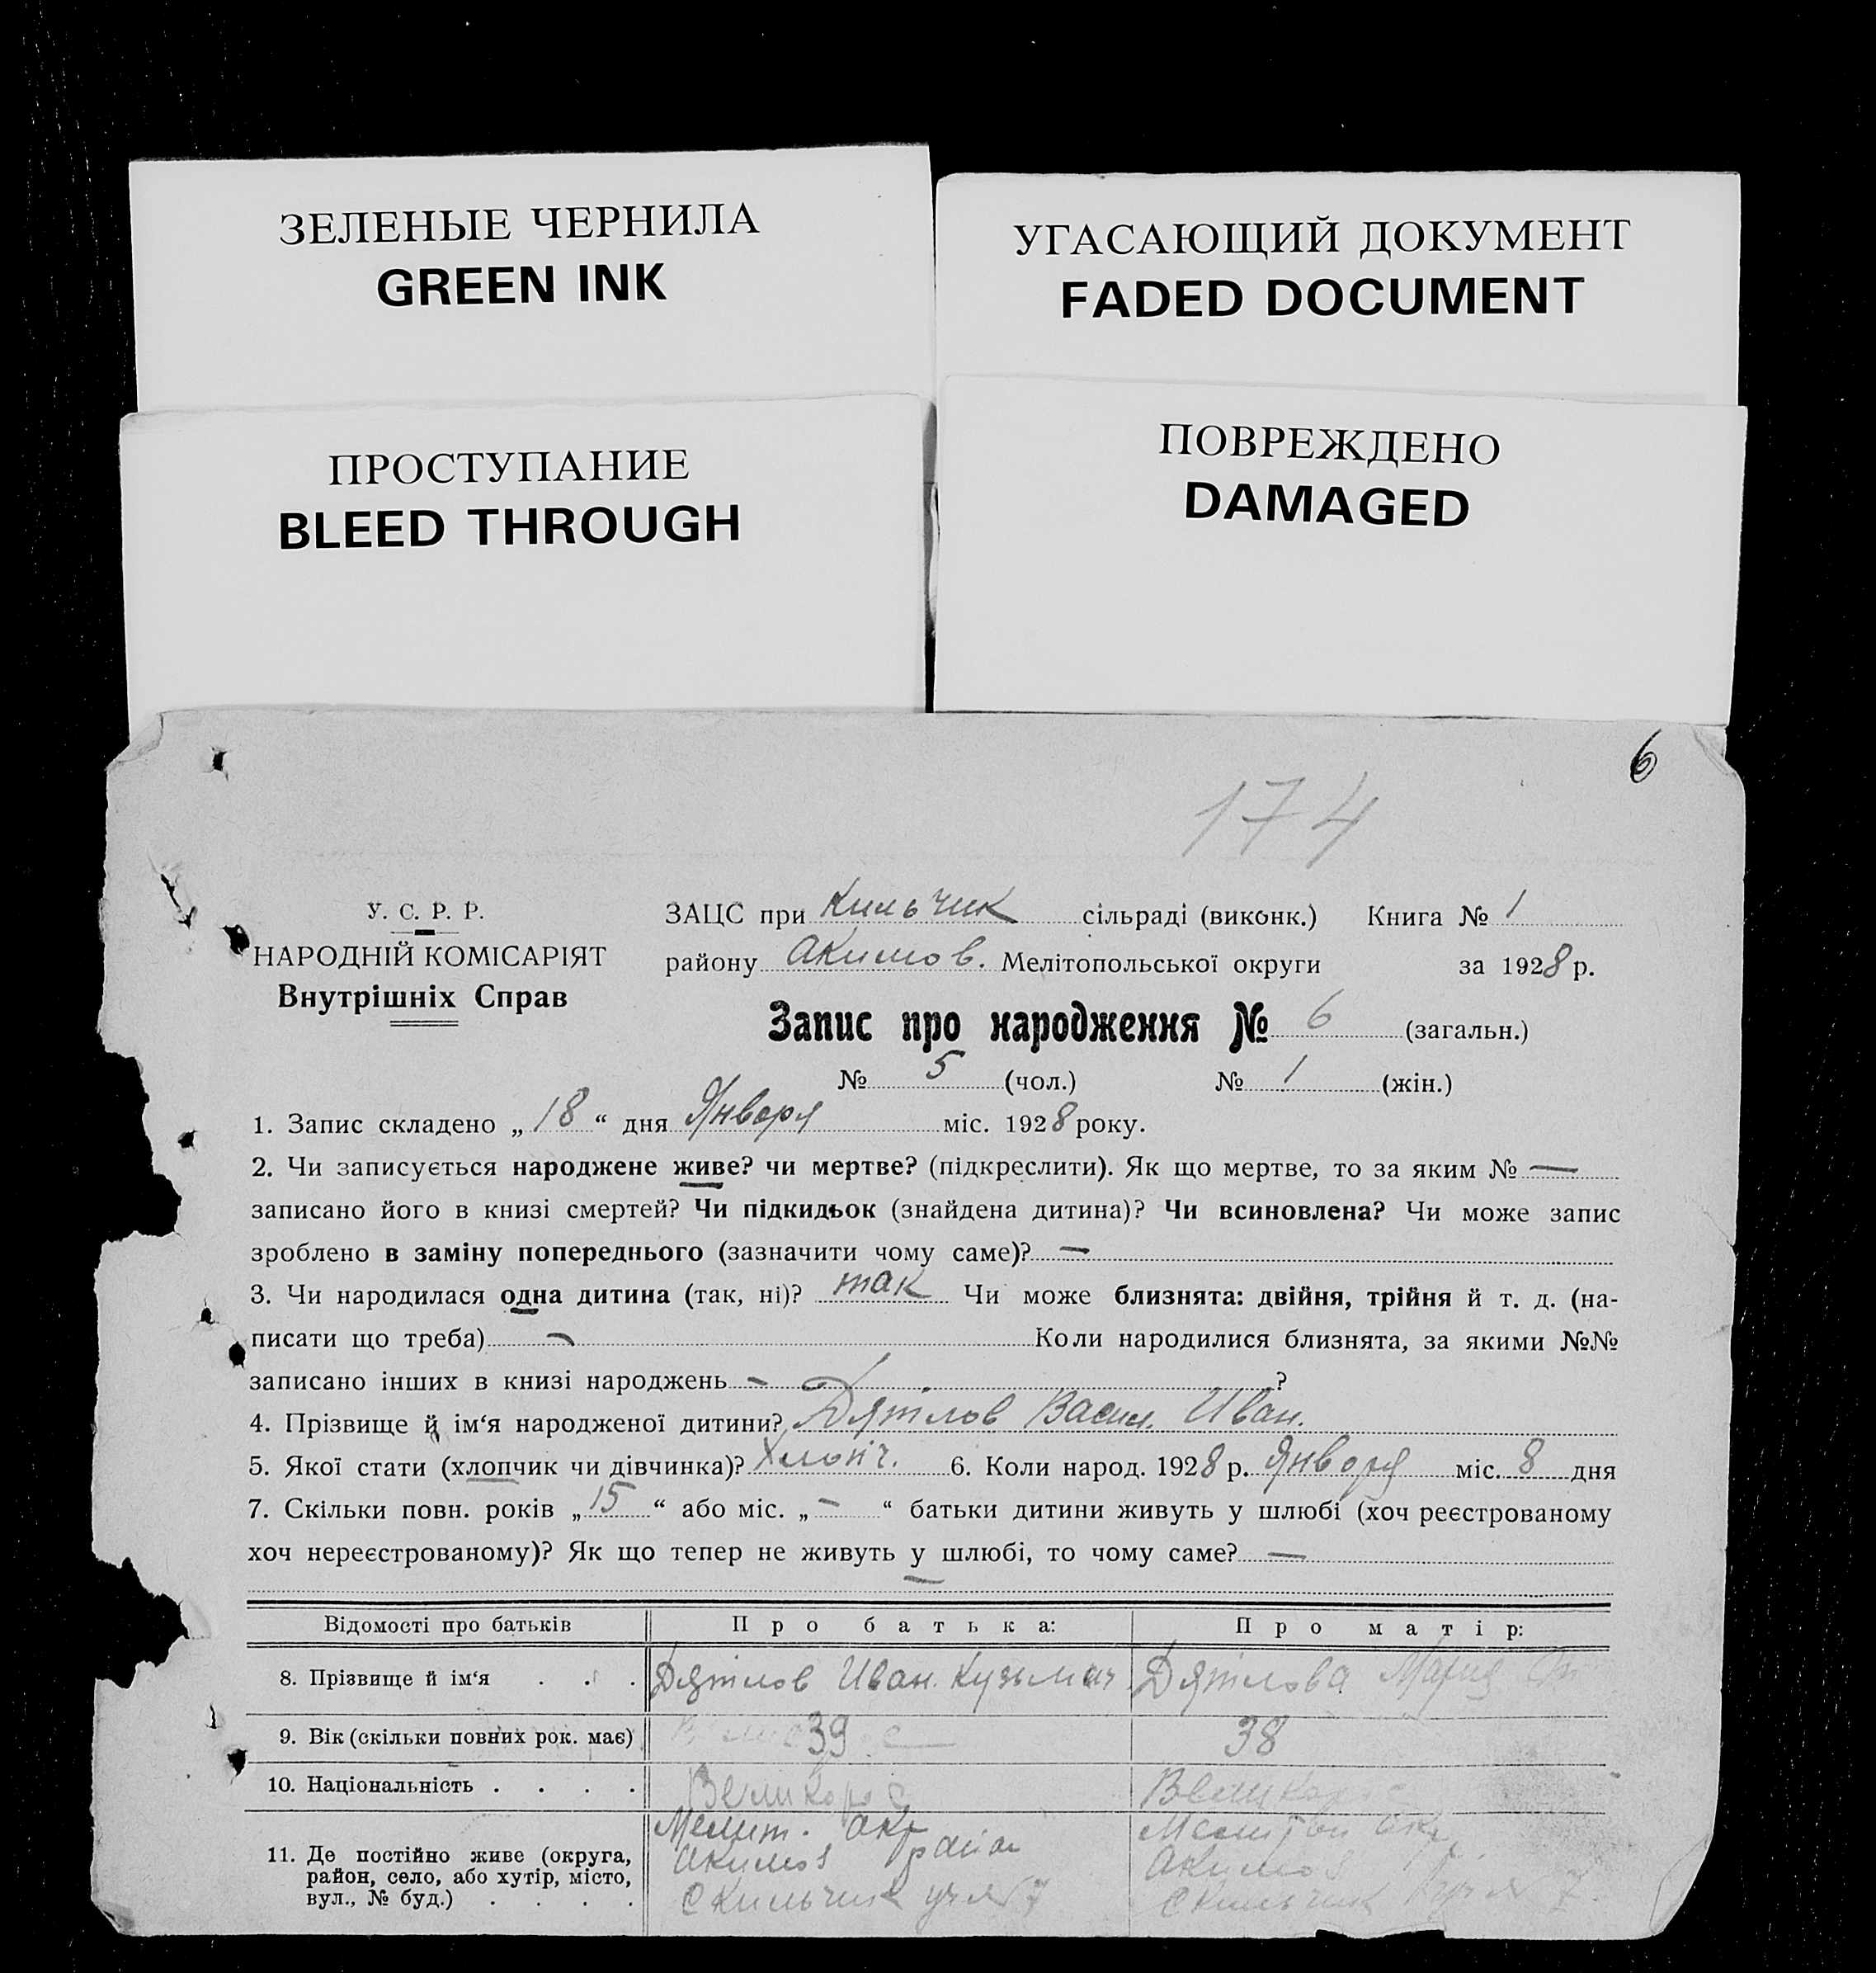 ЗЕЛЕНЫЕ ЧЕРНИЛА
GREEN INK
УГАСАЮЩИЙ ДОКУМЕНТ
FADED DOCUMENT
ПРОСТУПАНИЕ
BLEED THROUGH
ПОВРЕЖДЕНО
DAMAGED
6
174
У. С. Р. Р.
НАРОДНІЙ КОМІСАРІЯТ
Внутрішніх Справ
ЗАЦС при Кильчик сільраді (виконк.) Книга № 1
району Акимов. Мелітопольської округи за 1928 р.
Запис про народження № 6 (загальн.)
№ 5 (чол.) № 1 (жін.)
1. Запис складено „ 18 “ дня Января міс. 1928 року.
2. Чи записується народжене живе? чи мертве? (підкреслити). Як що мертве, то за яким № —
записано його в книзі смертей? Чи підкидьок (знайдена дитина)? Чи всиновлена? Чи може запис
зроблено в заміну попереднього (зазначити чому саме)? —
3. Чи народилася одна дитина (так, ні)? так Чи може близнята: двійня, трійня й т. д. (на-
писати що треба) — Коли народилися близнята, за якими №№
записано інших в книзі народжень - ?
4. Прізвище й ім‘я народженої дитини? Дятлов Васил. Иван.
5. Якої стати (хлопчик чи дівчинка)? Хлопч. 6. Коли народ. 1928 р. Января міс. 8 дня
7. Скільки повн. років „ 15 “ або міс. „ — “ батьки дитини живуть у шлюбі (хоч реєстрованому
хоч нереєстрованому)? Як що тепер не живуть у шлюбі, то чому саме? —
Відомості про батьків Про батька: Про матір:
8. Прізвище й ім‘я . . . Дятлов Иван. Кузьмич Дятлова Мария
9. Вік (скільки повних рок. має) 39 38
10. Національність . . . . Великорос Великорос
11. Де постійно живе (округа,
район, село, або хутір, місто,
вул., № буд.) . . . .
Мелит. окр
Акимов район
с Кильчик
Мелитоп окр.
Акимов
с Кильчик